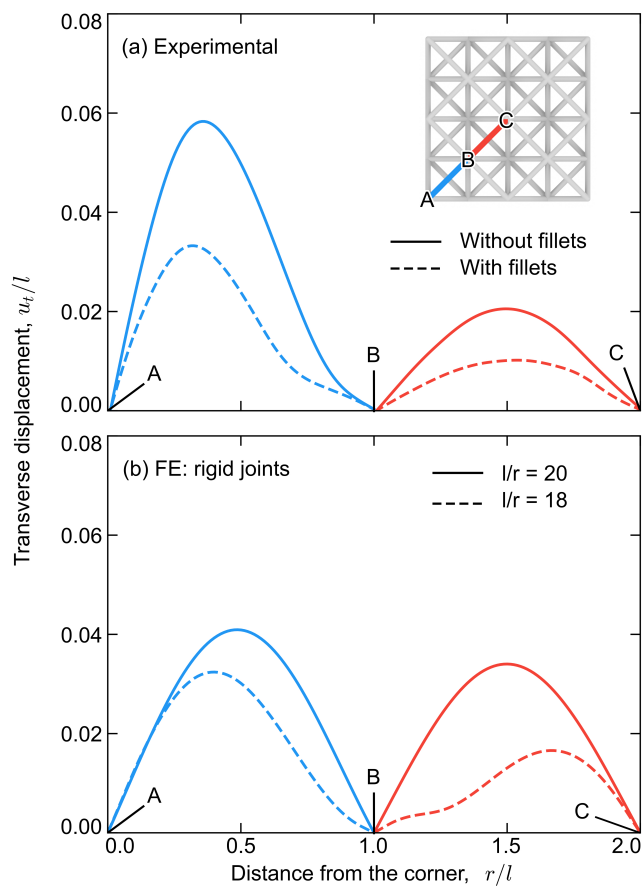 0.08
(a) Experimental
0.06
C
B
A
Without fillets
With fillets
0.04
0.02
A
B
C
0.00
Transverse displacement, u_t/l
0.08
(b) FE: rigid joints
l/r = 20
l/r = 18
0.06
0.04
0.02
A
B
C
0.00
0.0 0.5 1.0 1.5 2.0
Distance from the corner, r/l